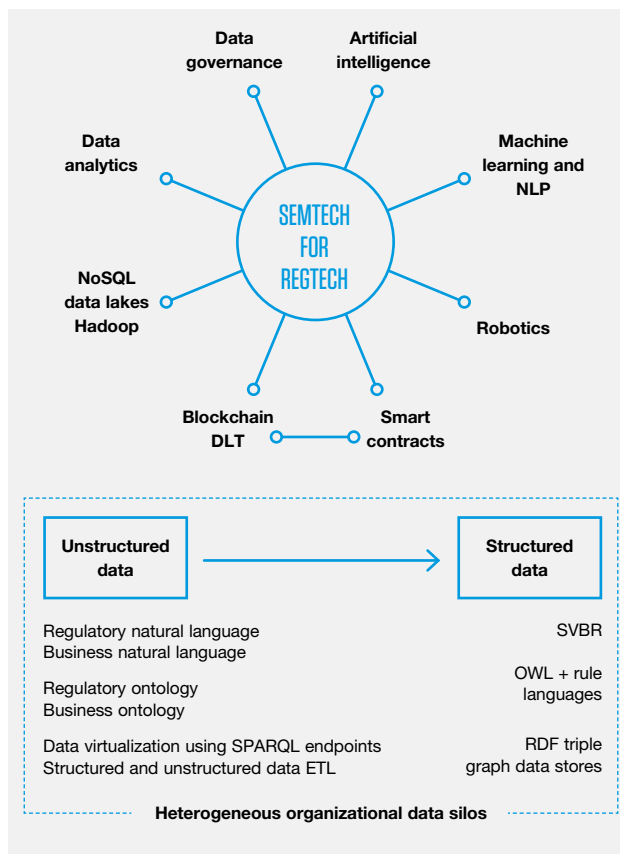 Data
governance
Artificial
intelligence
Data
analytics
Machine
learning and
NLP
SEMTECH
FOR
REGTECH
NoSQL
data lakes
Hadoop
Robotics
Blockchain
DLT
Smart
contracts
Unstructured
data
Structured
data
Regulatory natural language
Business natural language
SVBR
Regulatory ontology
Business ontology
OWL + rule
languages
Data virtualization using SPARQL endpoints
Structured and unstructured data ETL
RDF triple
graph data stores
Heterogeneous organizational data silos